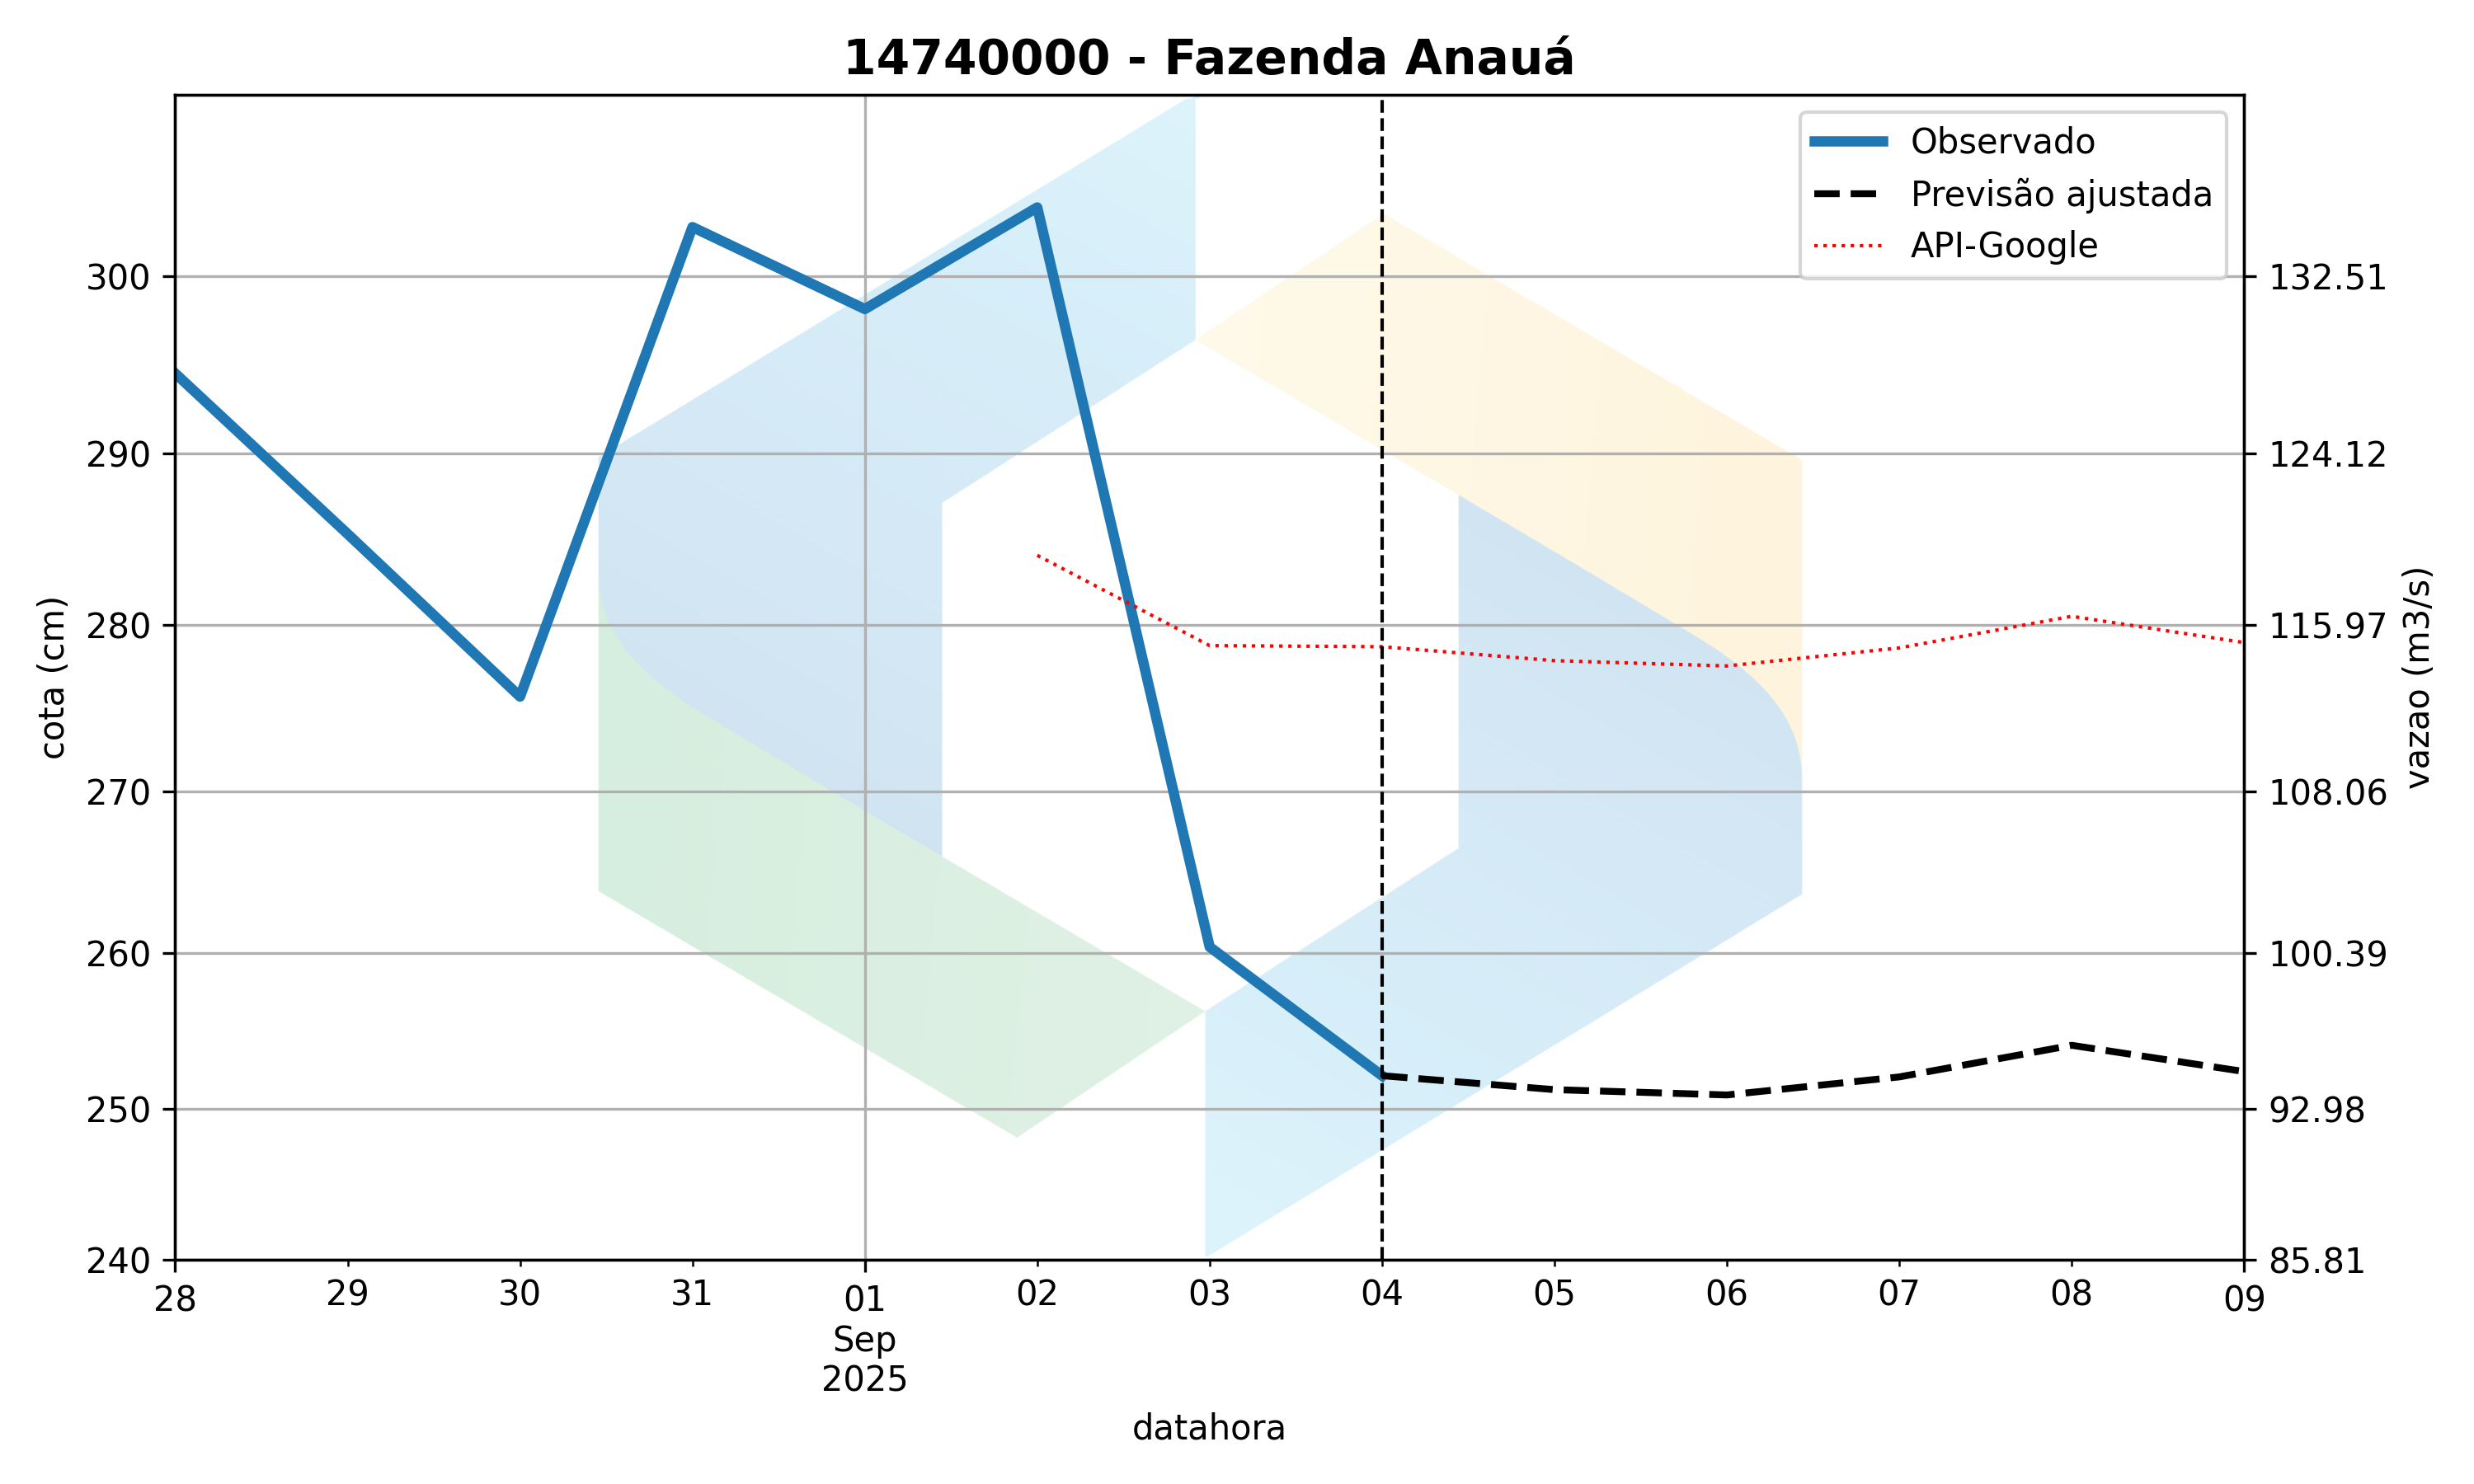 14740000 - Fazenda Anauá
Observado
Previsão ajustada
API-Google
300
290
280
270
260
250
240
cota (cm)
132.51
124.12
115.97
108.06
100.39
92.98
85.81
vazao (m3/s)
28 29 30 31 01 02 03 04 05 06 07 08 09
Sep
2025
datahora